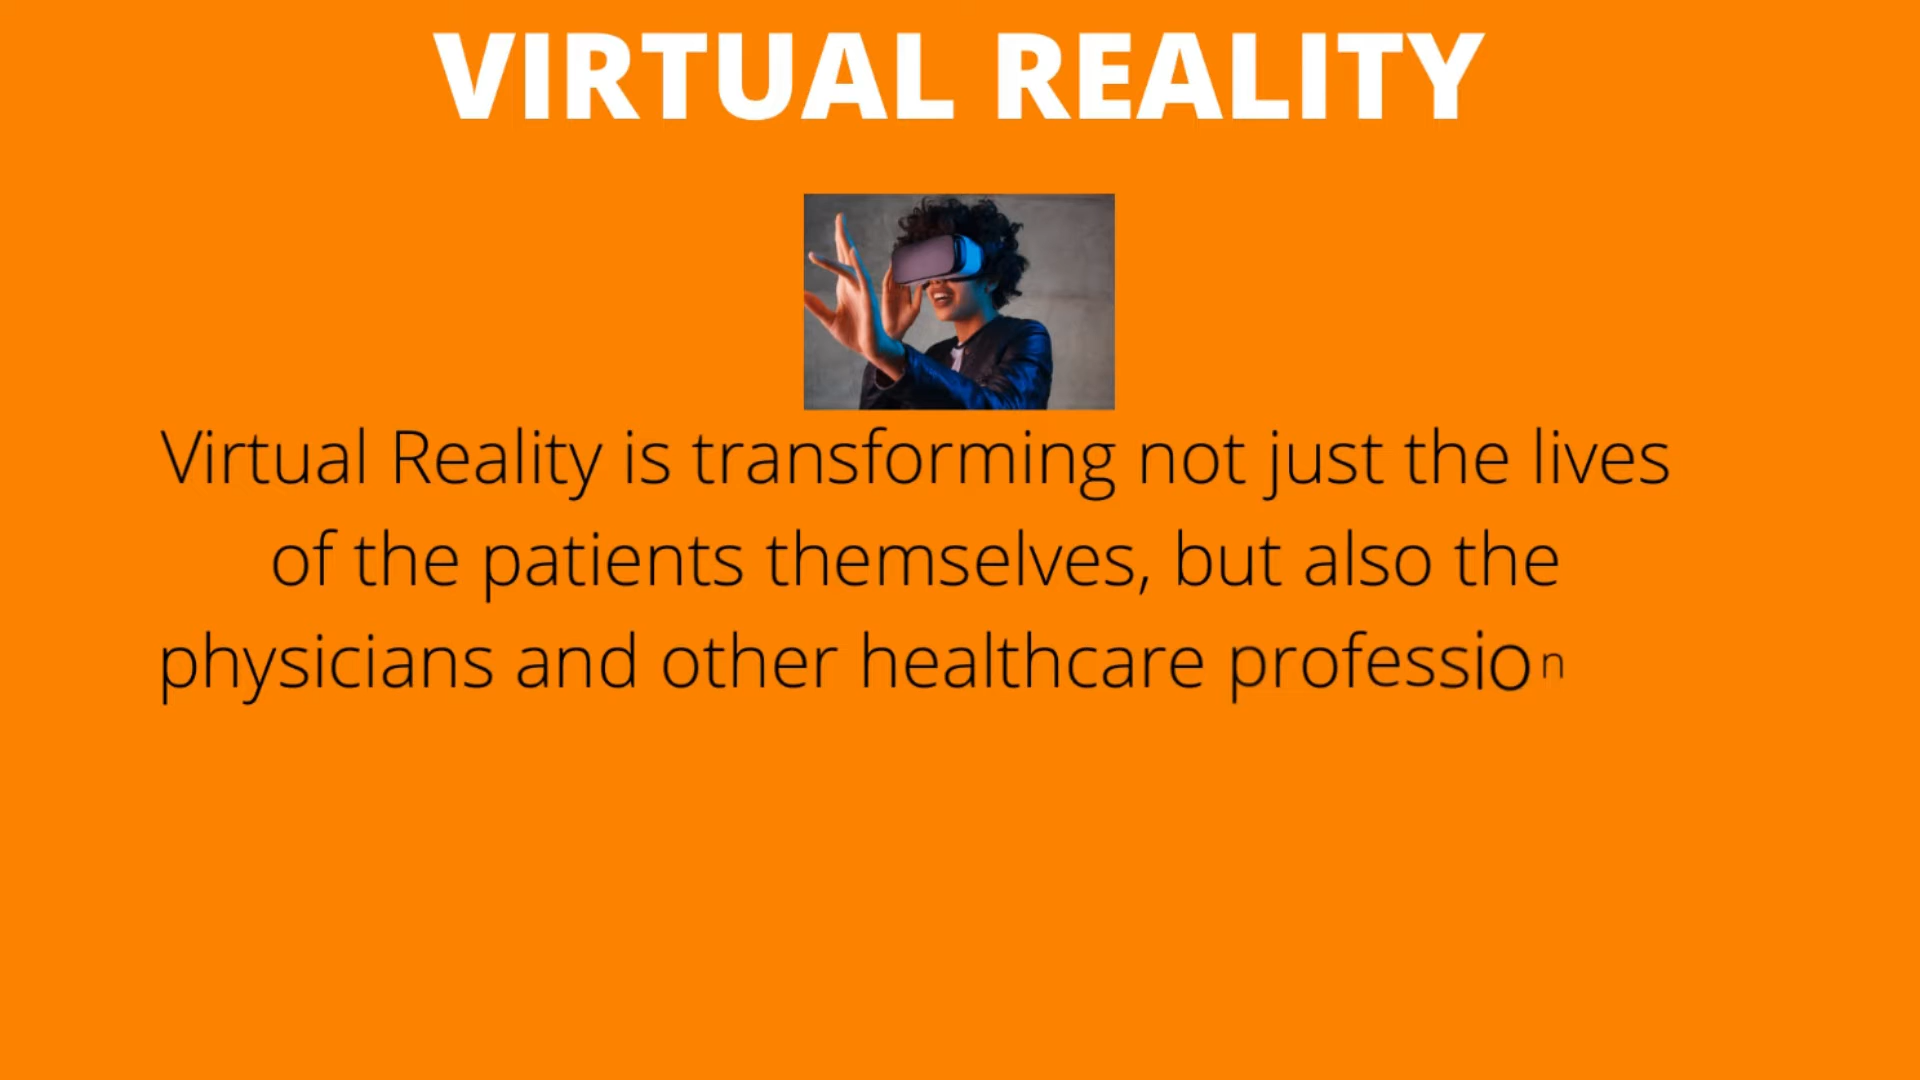 VIRTUAL REALITY
Virtual Reality is transforming not just the lives
of the patients themselves, but also the
physicians and other healthcare profession